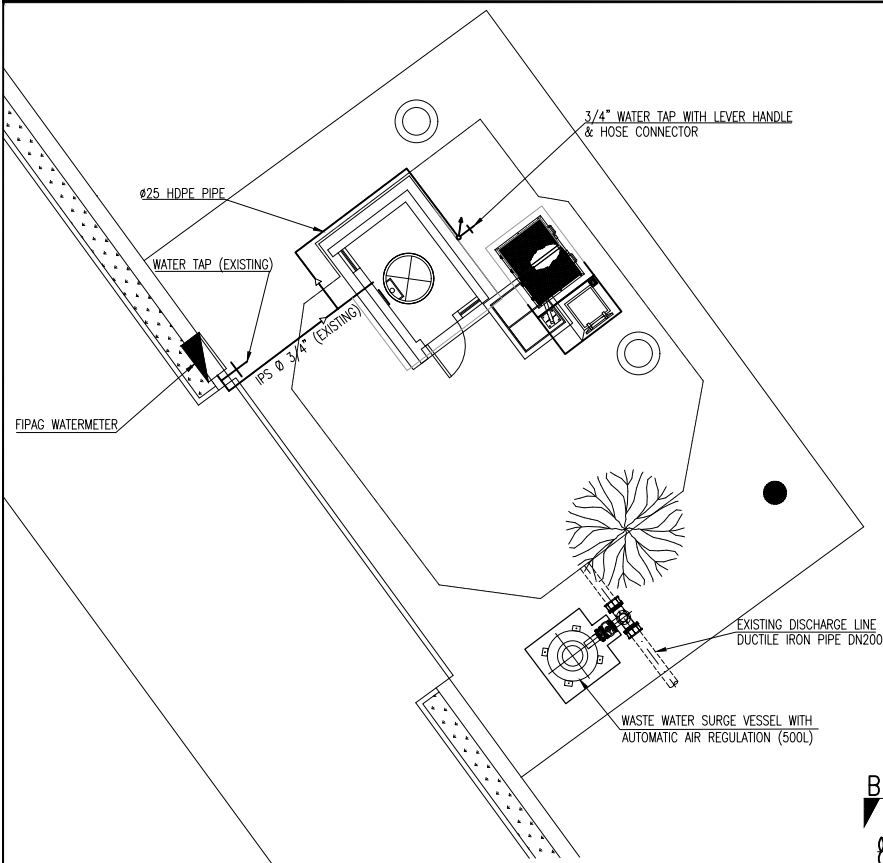 3/4" WATER TAP WITH LEVER HANDLE
& HOSE CONNECTOR
Ø25 HDPE PIPE
WATER TAP (EXISTING)
IPS Ø 3/4" (EXISTING)
FIPAG WATERMETER
EXISTING DISCHARGE LINE
DUCTILE IRON PIPE DN200
WASTE WATER SURGE VESSEL WITH
AUTOMATIC AIR REGULATION (500L)
B